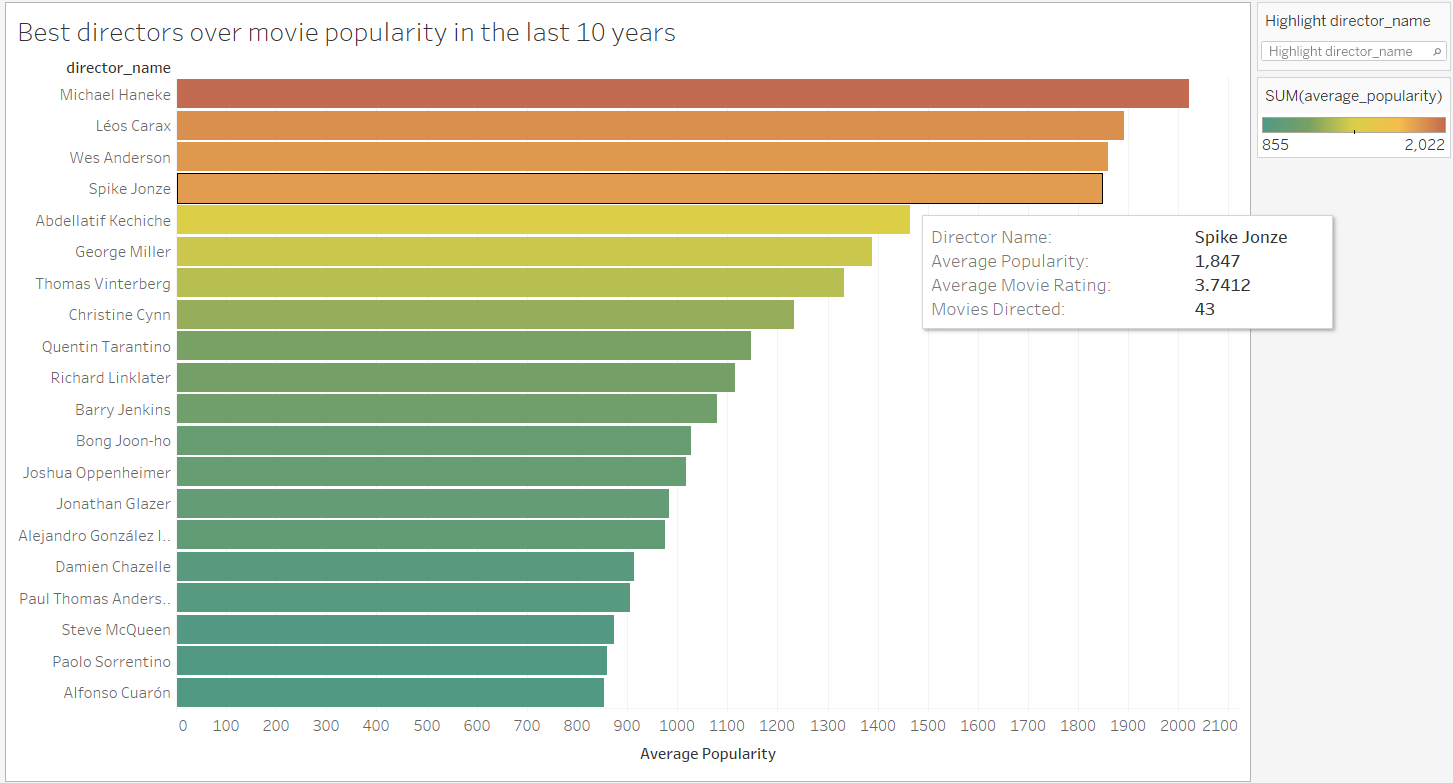 Best directors over movie popularity in the last 10 years
director_name
Michael Haneke
Léos Carax
Wes Anderson
Spike Jonze
Abdellatif Kechiche
George Miller
Thomas Vinterberg
Christine Cynn
Quentin Tarantino
Richard Linklater
Barry Jenkins
Bong Joon-ho
Joshua Oppenheimer
Jonathan Glazer
Alejandro González I..
Damien Chazelle
Paul Thomas Anders..
Steve McQueen
Paolo Sorrentino
Alfonso Cuarón
0 100 200 300 400 500 600 700 800 900 1000 1100 1200 1300 1400 1500 1600 1700 1800 1900 2000 2100
Average Popularity
Director Name: Spike Jonze
Average Popularity: 1,847
Average Movie Rating: 3.7412
Movies Directed: 43
Highlight director_name
Highlight director_name
SUM(average_popularity)
855 2,022